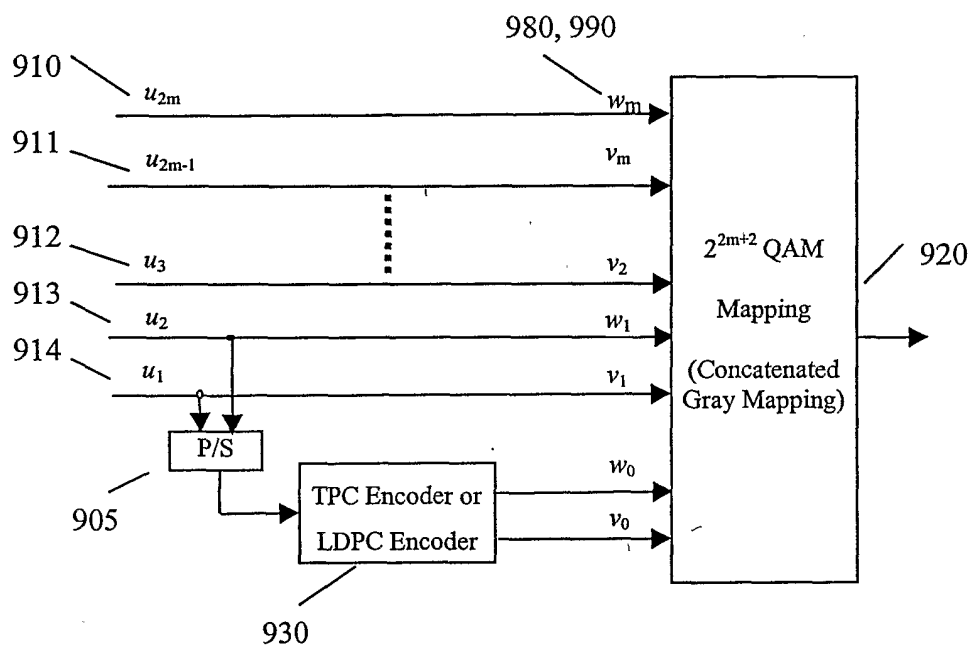 980, 990
910
u2m
wm
911
u2m-1
vm
912
u3
v2
913
u2
w1
914
u1
v1
2^2m+2 QAM
Mapping
(Concatenated
Gray Mapping)
920
P/S
905
TPC Encoder or
LDPC Encoder
w0
v0
930